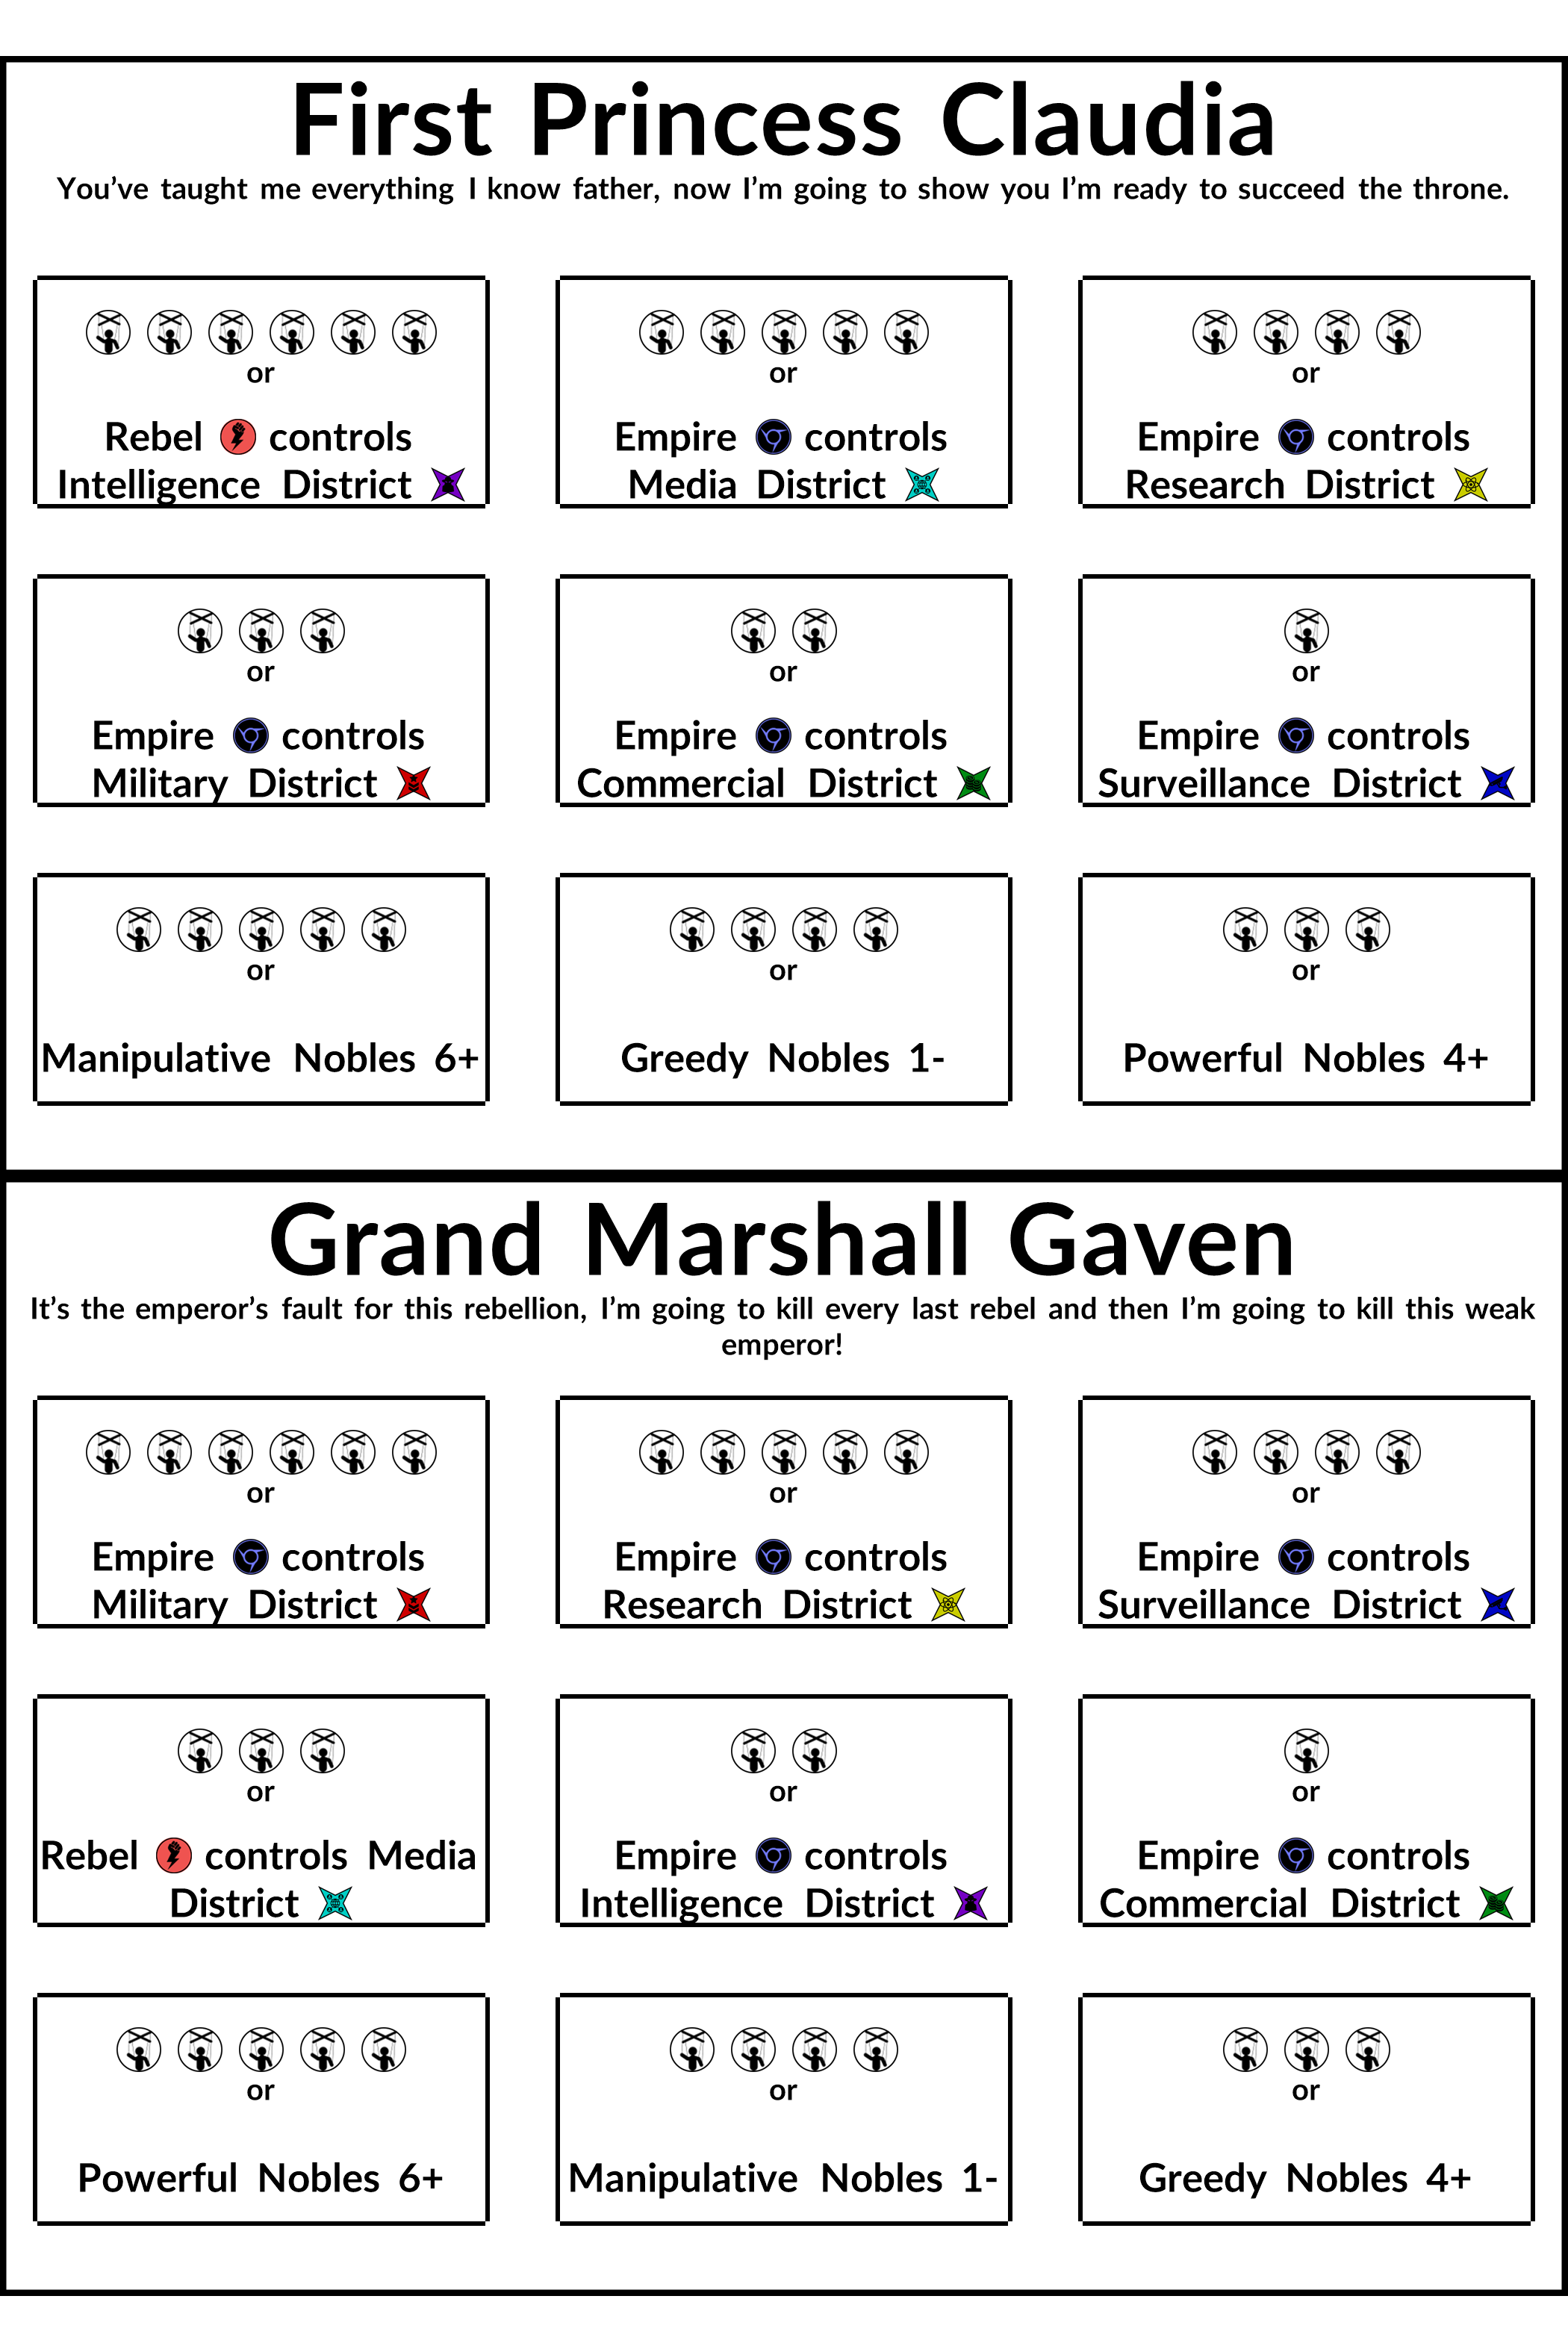 First Princess Claudia
You’ve taught me everything I know father, now I’m going to show you I’m ready to succeed the throne.
or
Rebel controls
Intelligence District
or
Empire controls
Media District
or
Empire controls
Research District
or
Empire controls
Military District
or
Empire controls
Commercial District
or
Empire controls
Surveillance District
or
Manipulative Nobles 6+
or
Greedy Nobles 1-
or
Powerful Nobles 4+
Grand Marshall Gaven
It’s the emperor’s fault for this rebellion, I’m going to kill every last rebel and then I’m going to kill this weak
emperor!
or
Empire controls
Military District
or
Empire controls
Research District
or
Empire controls
Surveillance District
or
Rebel controls Media
District
or
Empire controls
Intelligence District
or
Empire controls
Commercial District
or
Powerful Nobles 6+
or
Manipulative Nobles 1-
or
Greedy Nobles 4+